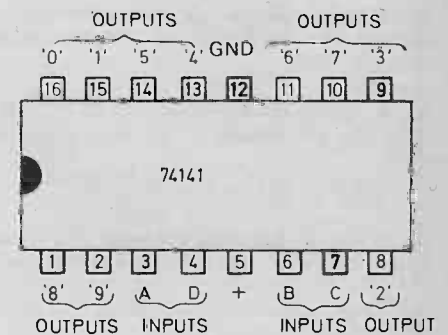 OUTPUTS OUTPUTS
'0' '1' '5' '4' GND '6' '7' '3'
16 15 14 13 12 11 10 9
74141
1 2 3 4 5 6 7 8
'8' '9' A D + B C '2'
OUTPUTS INPUTS INPUTS OUTPUT